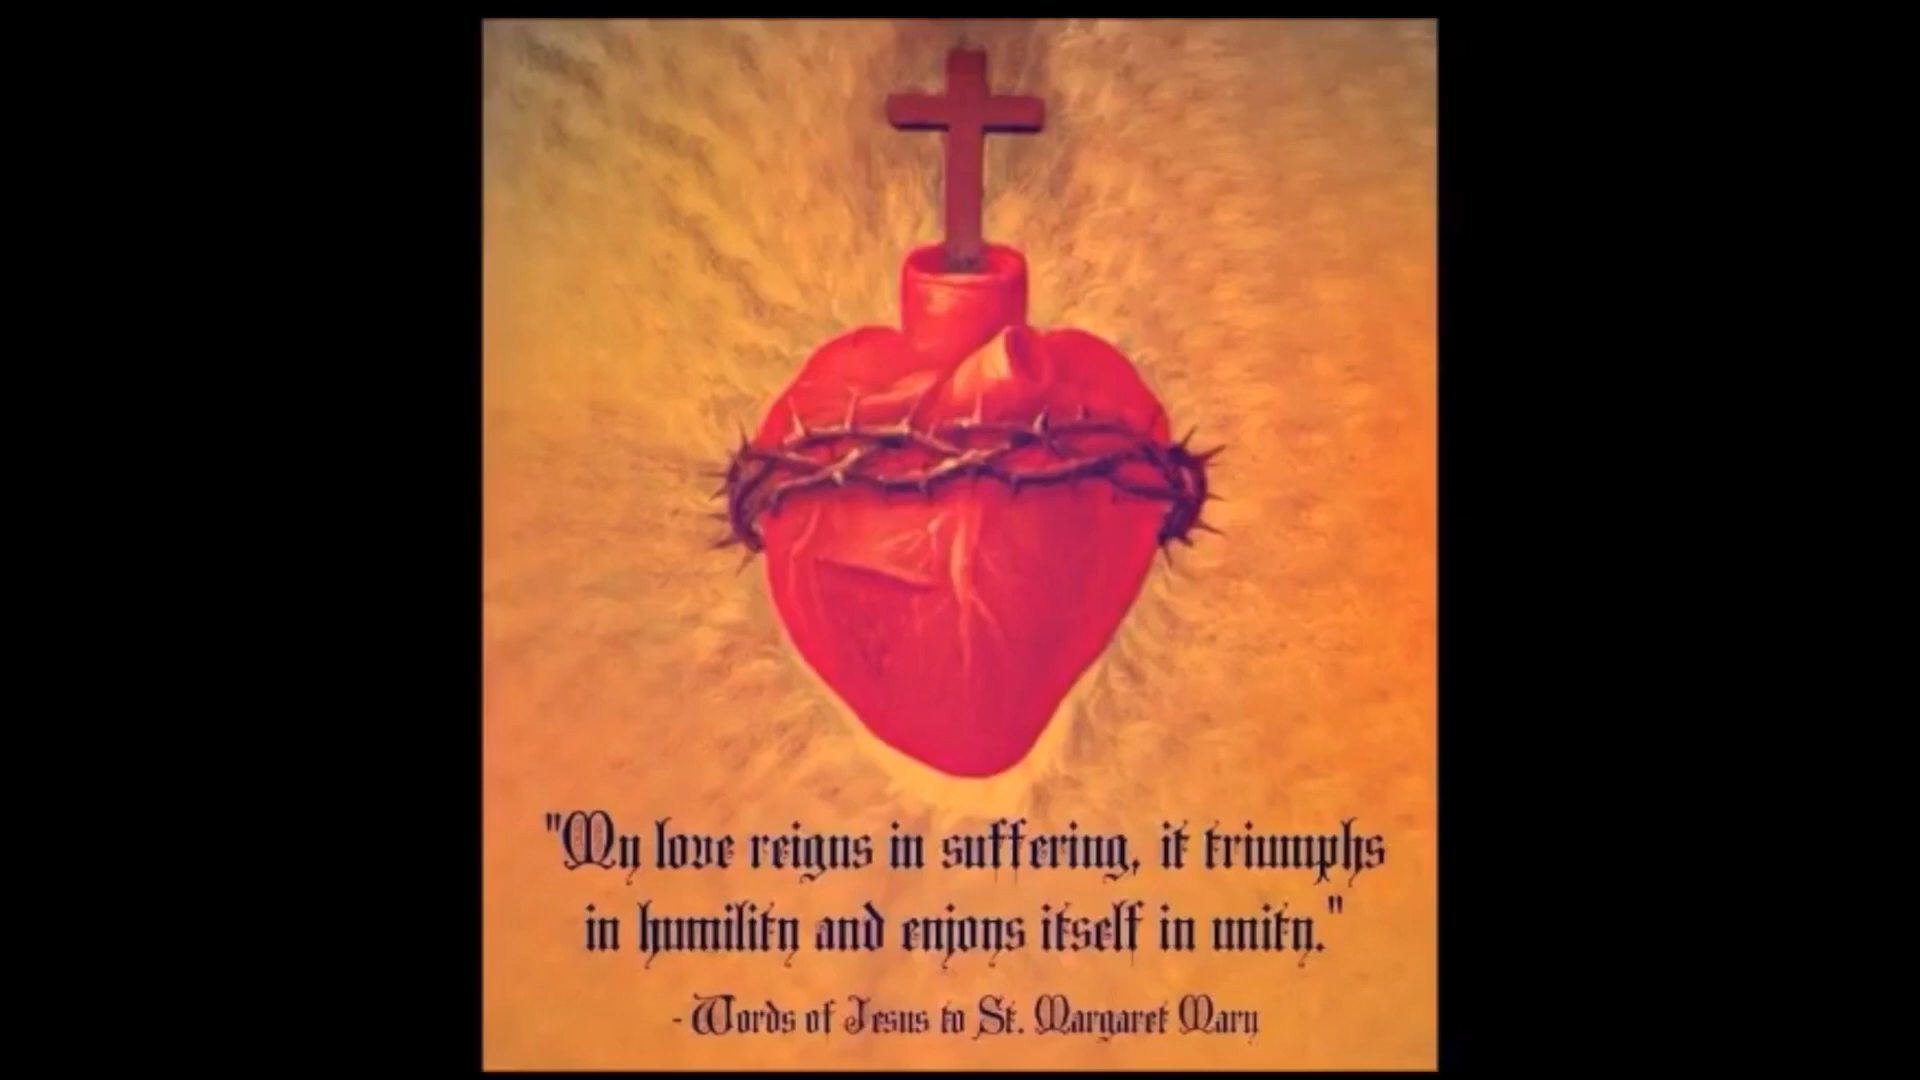 "My love reigns in suffering, it triumphs
in humility and enjoys itself in unity."
- Words of Jesus to St. Margaret Mary